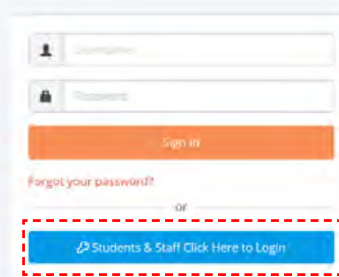 Username
Password
Sign in
Forgot your password?
or
Students & Staff Click Here to Login